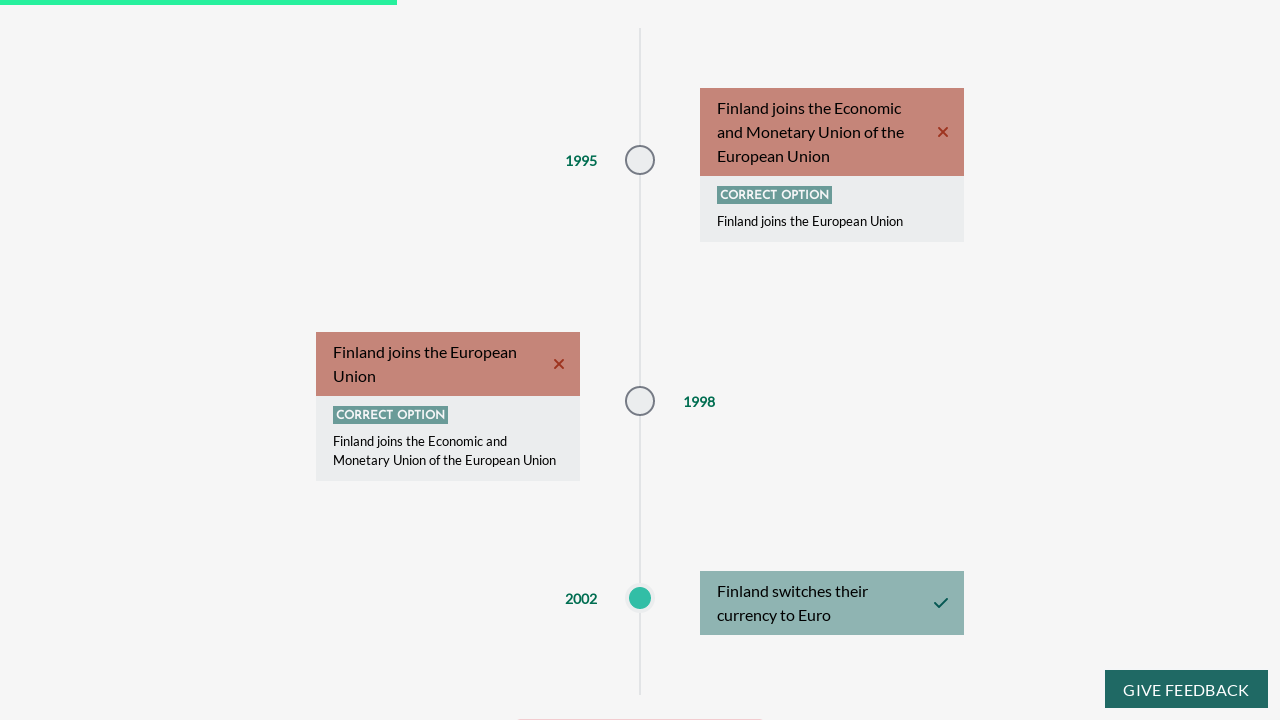 1995
Finland joins the Economic
and Monetary Union of the
European Union
CORRECT OPTION
Finland joins the European Union
Finland joins the European
Union
CORRECT OPTION
Finland joins the Economic and
Monetary Union of the European Union
1998
2002
Finland switches their
currency to Euro
GIVE FEEDBACK